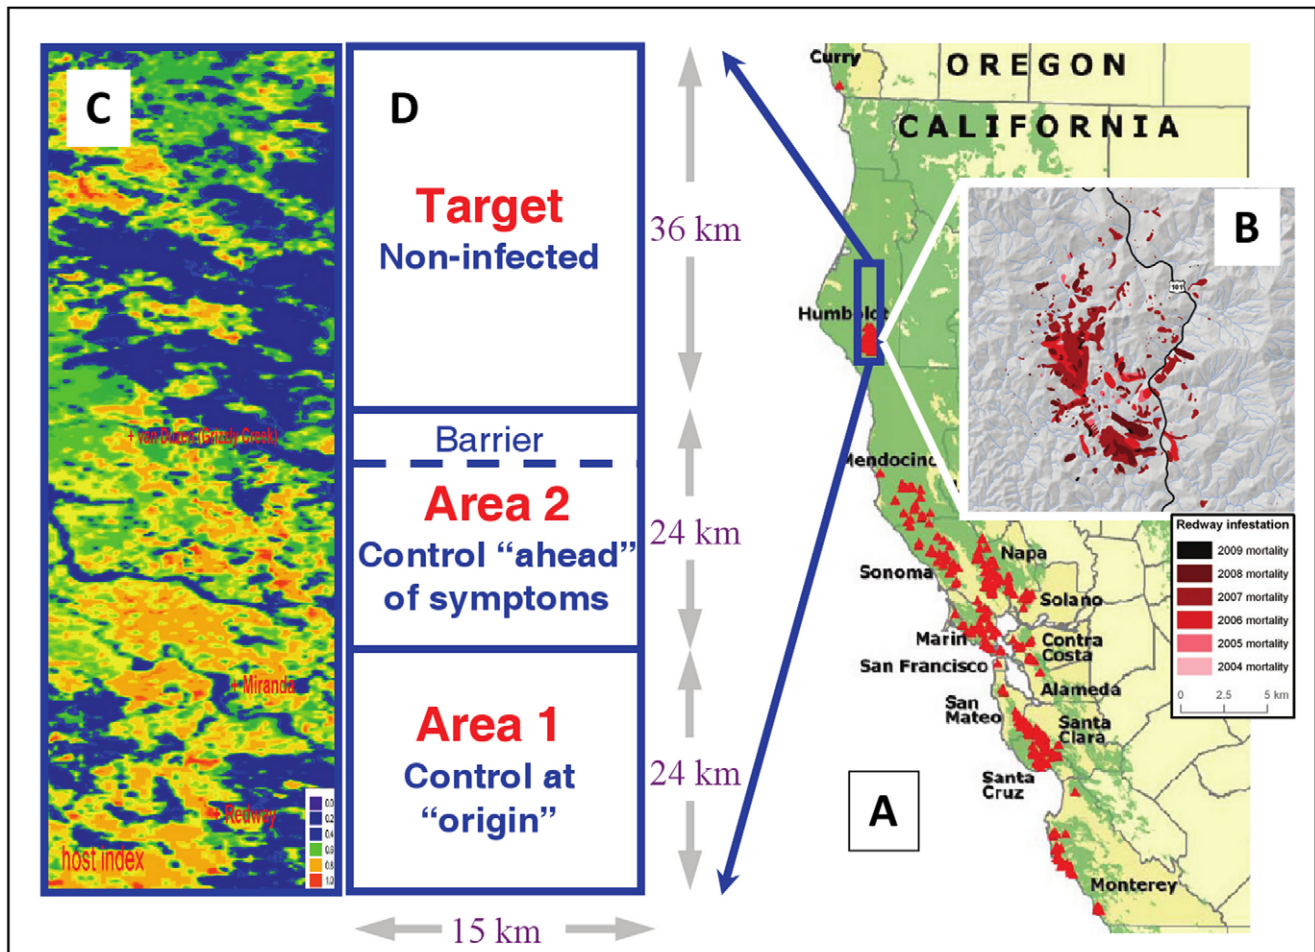 C
+ van Duzen (Grizzly Creek)
+ Miranda
+ Redway
host index
0.0
0.2
0.4
0.6
0.8
1.0
D
Target
Non-infected
Barrier
Area 2
Control “ahead”
of symptoms
Area 1
Control at
“origin”
36 km
24 km
24 km
15 km
Curry
OREGON
CALIFORNIA
Humboldt
Mendocino
Sonoma
Napa
Solano
Marin
Contra
Costa
San Francisco
Alameda
San
Mateo
Santa
Clara
Santa
Cruz
Monterey
A
B
101
Redway infestation
2009 mortality
2008 mortality
2007 mortality
2006 mortality
2005 mortality
2004 mortality
0 2.5 5 km